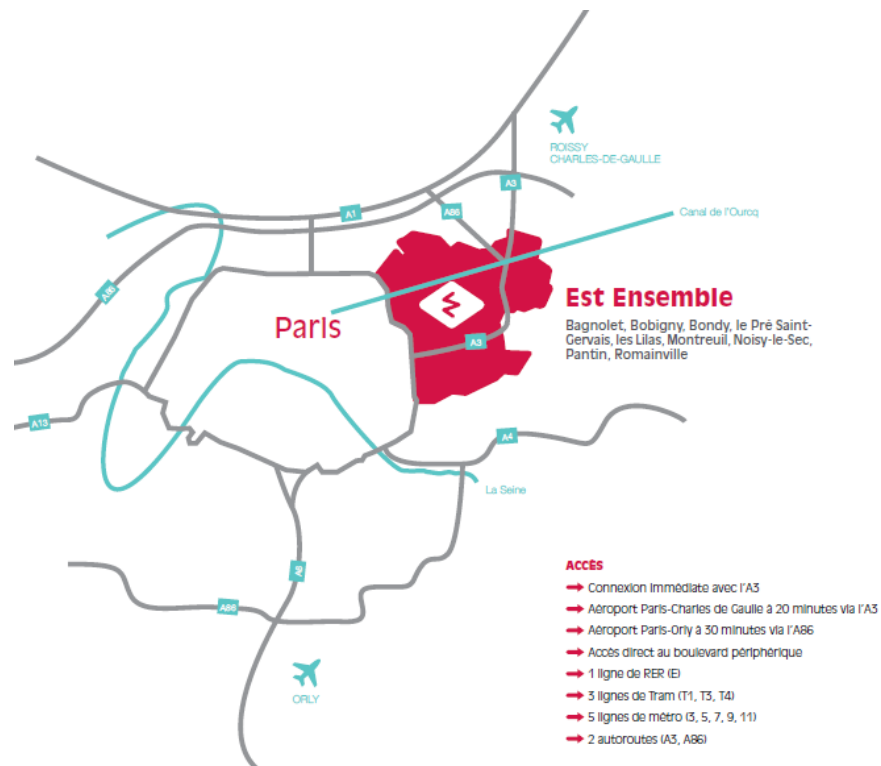 ROISSY
CHARLES-DE-GAULLE
A3
A1
A86
Canal de l'Ourcq
A86
Est Ensemble
Paris
Bagnolet, Bobigny, Bondy, le Pré Saint-
Gervais, les Lilas, Montreuil, Noisy-le-Sec,
Pantin, Romainville
A3
A13
A4
La Seine
A6
A86
ORLY
ACCÈS
→ Connexion immédiate avec l'A3
→ Aéroport Paris-Charles de Gaulle à 20 minutes via l'A3
→ Aéroport Paris-Orly à 30 minutes via l'A86
→ Accès direct au boulevard périphérique
→ 1 ligne de RER (E)
→ 3 lignes de Tram (T1, T3, T4)
→ 5 lignes de métro (3, 5, 7, 9, 11)
→ 2 autoroutes (A3, A86)